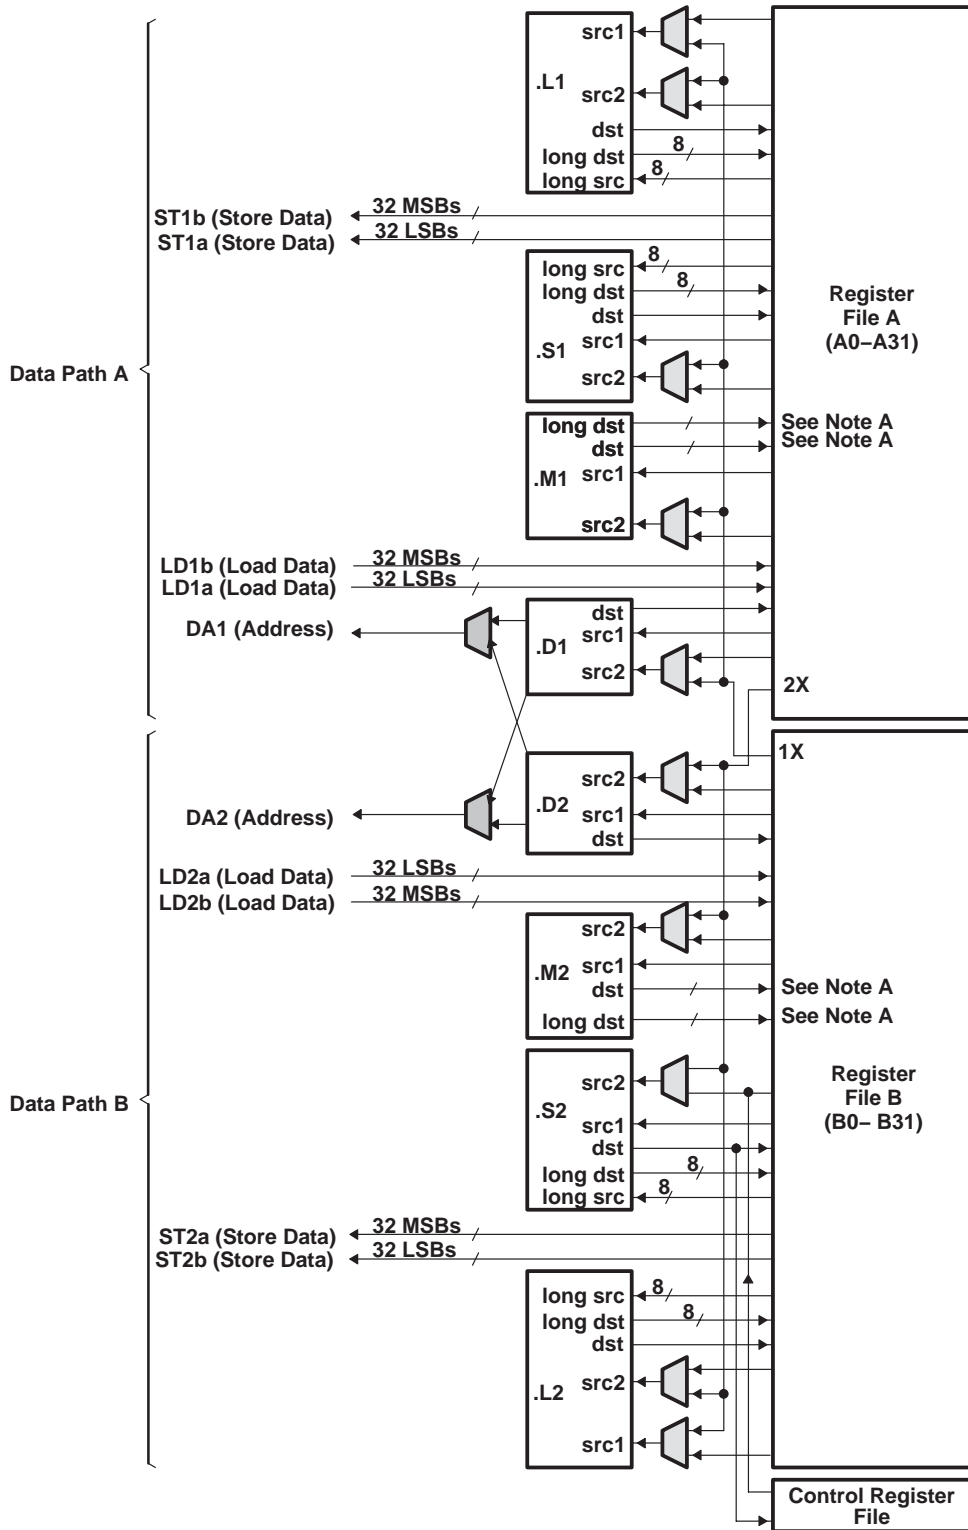 src1
.L1
src2
dst
8
long dst
8
long src
32 MSBs
ST1b (Store Data)
32 LSBs
ST1a (Store Data)
8
long src
8
long dst
dst
.S1
src1
src2
Register
File A
(A0–A31)
Data Path A
long dst
See Note A
dst
See Note A
.M1
src1
src2
32 MSBs
LD1b (Load Data)
32 LSBs
LD1a (Load Data)
dst
DA1 (Address)
src1
.D1
src2
2X
1X
src2
.D2
src1
DA2 (Address)
dst
32 LSBs
LD2a (Load Data)
32 MSBs
LD2b (Load Data)
src2
.M2
src1
dst
See Note A
long dst
See Note A
src2
Register
File B
(B0– B31)
Data Path B
.S2
src1
dst
8
long dst
8
long src
32 MSBs
ST2a (Store Data)
32 LSBs
ST2b (Store Data)
8
long src
8
long dst
dst
.L2
src2
src1
Control Register
File